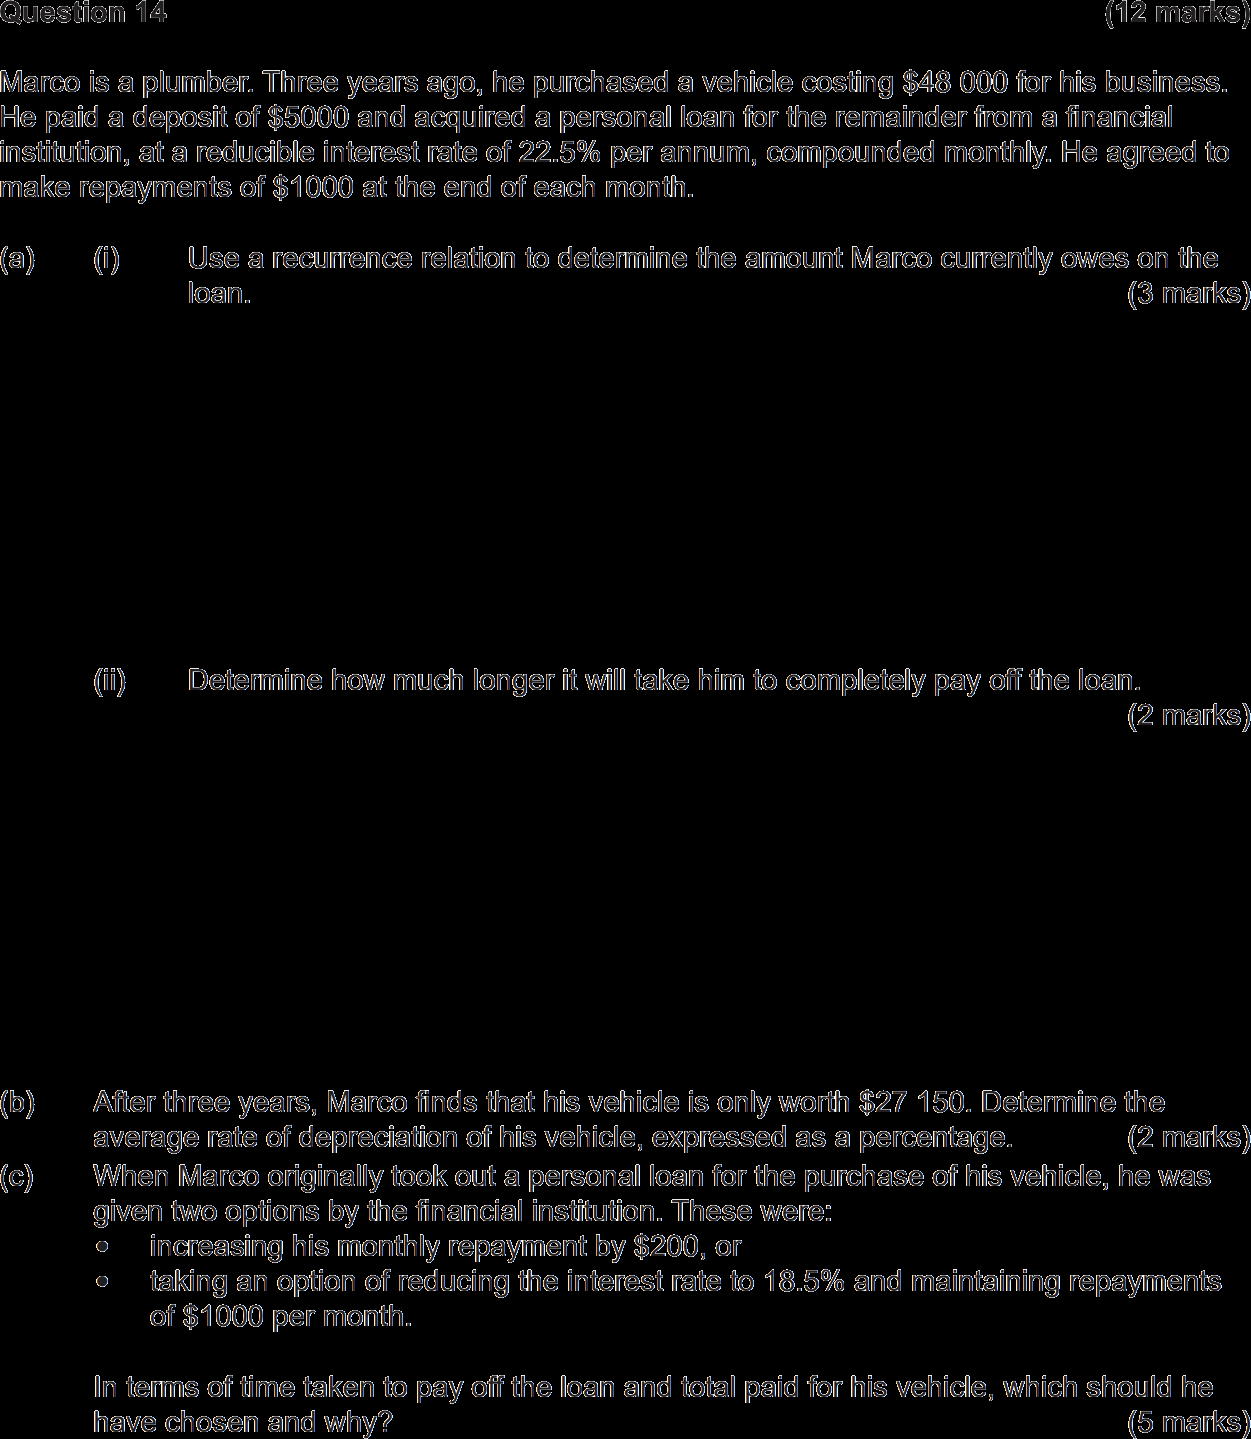 Question 14 (12 marks)
Marco is a plumber. Three years ago, he purchased a vehicle costing $48 000 for his business.
He paid a deposit of $5000 and acquired a personal loan for the remainder from a financial
institution, at a reducible interest rate of 22.5% per annum, compounded monthly. He agreed to
make repayments of $1000 at the end of each month.
(a) (i) Use a recurrence relation to determine the amount Marco currently owes on the
loan. (3 marks)
(ii) Determine how much longer it will take him to completely pay off the loan.
(2 marks)
(b) After three years, Marco finds that his vehicle is only worth $27 150. Determine the
average rate of depreciation of his vehicle, expressed as a percentage. (2 marks)
(c) When Marco originally took out a personal loan for the purchase of his vehicle, he was
given two options by the financial institution. These were:
• increasing his monthly repayment by $200, or
• taking an option of reducing the interest rate to 18.5% and maintaining repayments
of $1000 per month.
In terms of time taken to pay off the loan and total paid for his vehicle, which should he
have chosen and why? (5 marks)